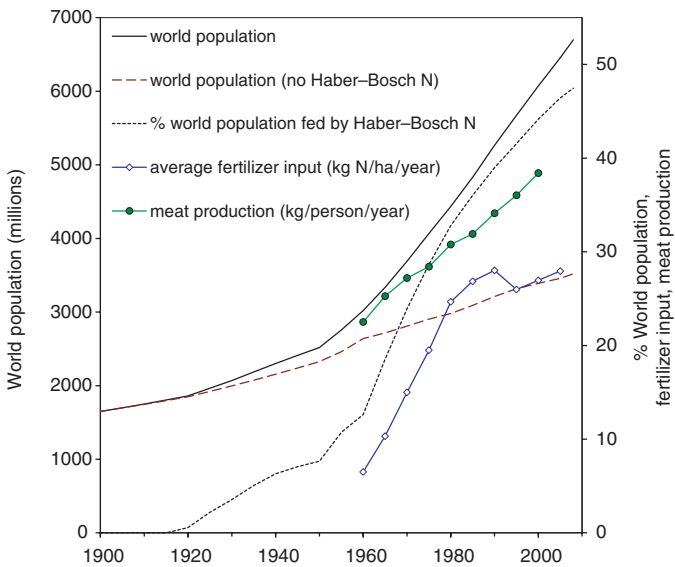 7000
6000
5000
4000
3000
2000
1000
0
World population (millions)
world population
world population (no Haber–Bosch N)
% world population fed by Haber–Bosch N
average fertilizer input (kg N/ha/year)
meat production (kg/person/year)
50
40
30
20
10
0
% World population,
fertilizer input, meat production
1900
1920
1940
1960
1980
2000